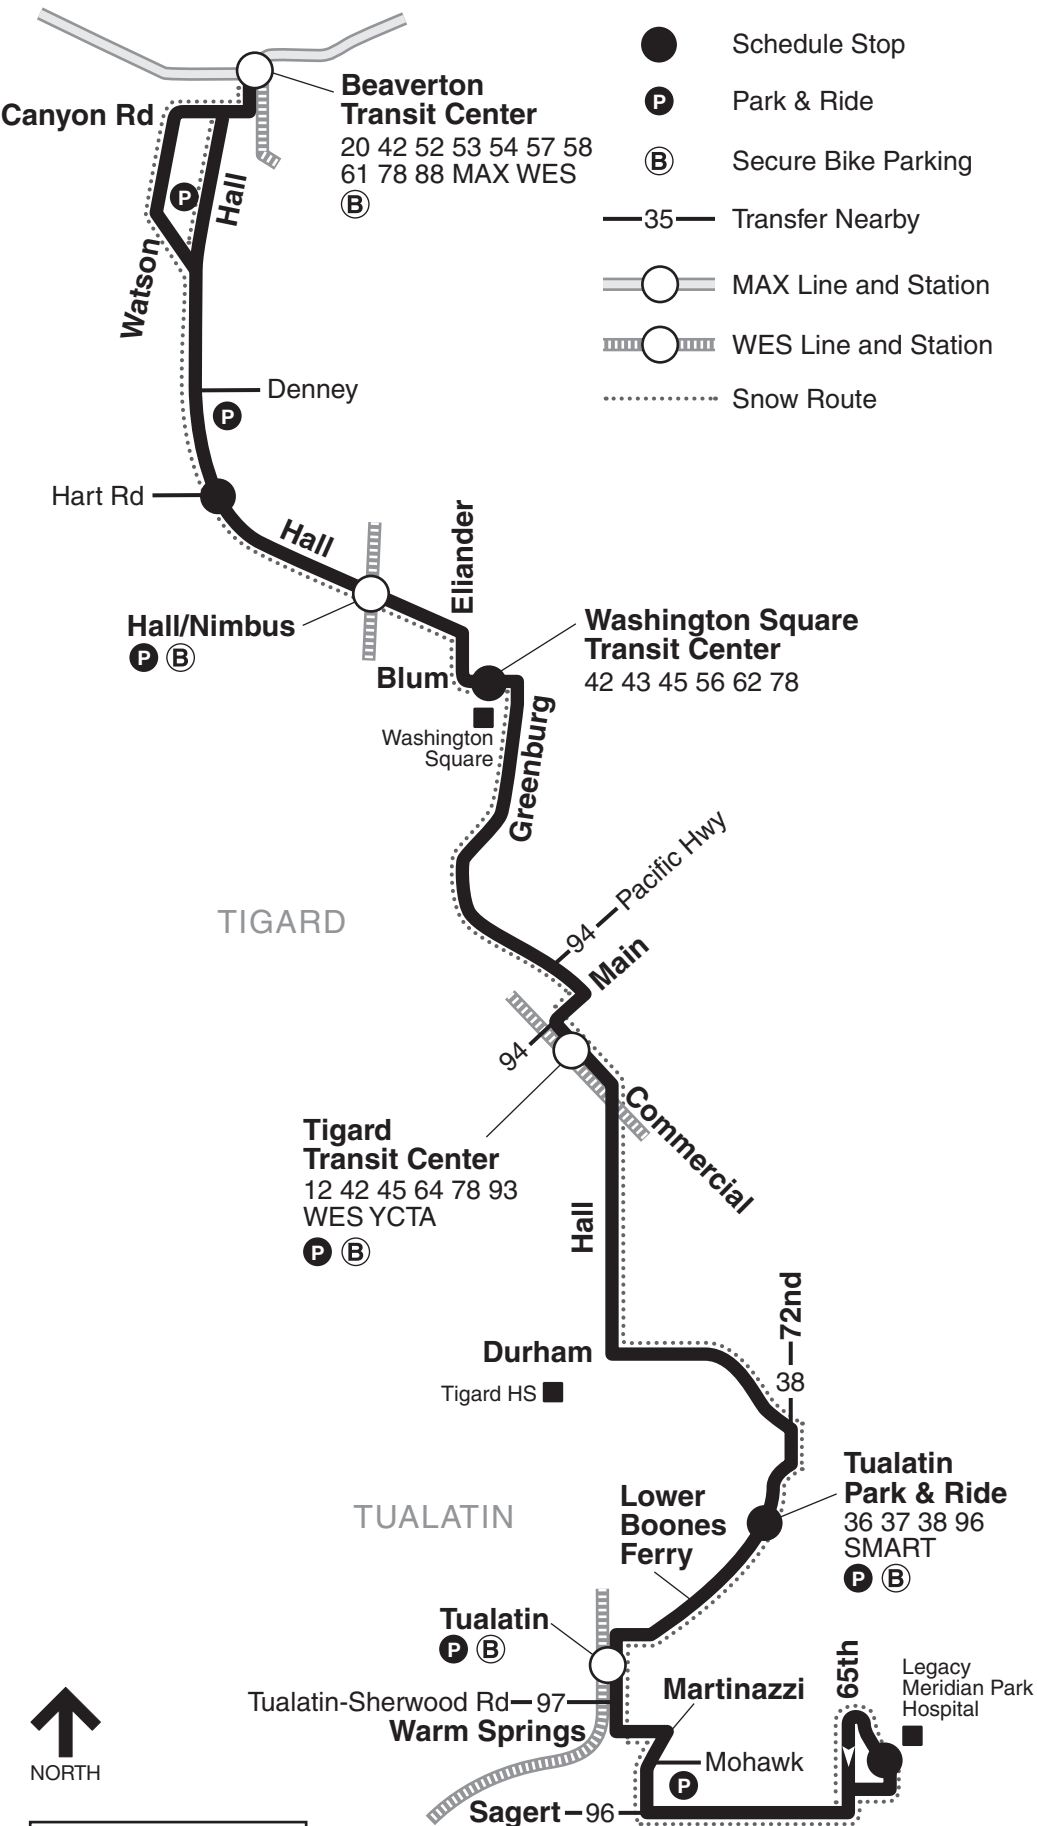 Schedule Stop
P
Park & Ride
B
Secure Bike Parking
35
Transfer Nearby
MAX Line and Station
WES Line and Station
Snow Route
Beaverton
Transit Center
20 42 52 53 54 57 58
61 78 88 MAX WES
B
Canyon Rd
P
Hall
Watson
Denney
P
Hart Rd
Hall
Eliander
Hall/Nimbus
P B
Washington Square
Transit Center
42 43 45 56 62 78
Blum
Washington
Square
Greenburg
TIGARD
94
Pacific Hwy
Main
94
Tigard
Transit Center
12 42 45 64 78 93
WES YCTA
P B
Commercial
Hall
Durham
Tigard HS
72nd
38
Tualatin
Park & Ride
36 37 38 96
SMART
P B
TUALATIN
Lower
Boones
Ferry
Tualatin
P B
Tualatin-Sherwood Rd
97
Warm Springs
Martinazzi
65th
Legacy
Meridian Park
Hospital
Mohawk
P
Sagert
96
NORTH